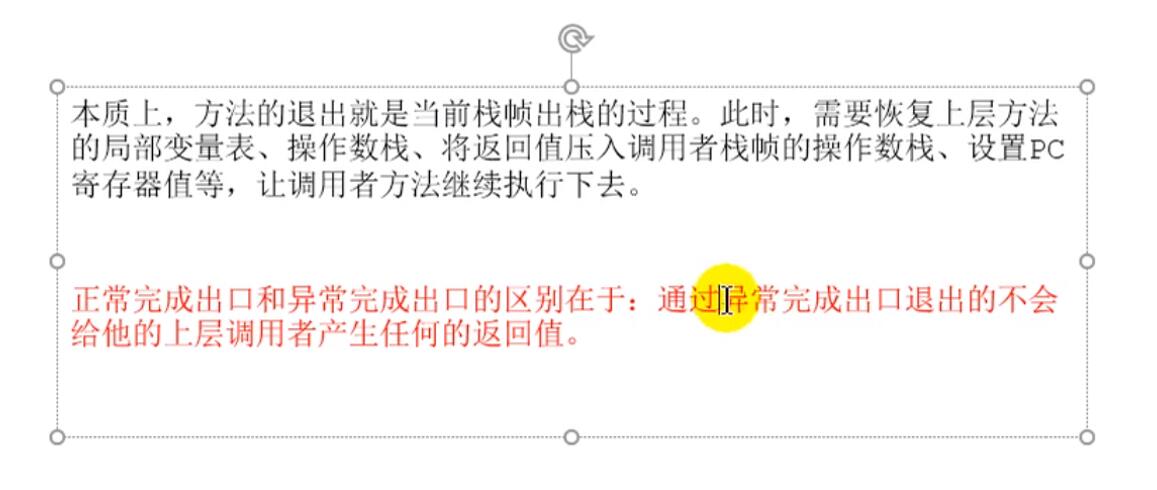 本质上，方法的退出就是当前栈帧出栈的过程。此时，需要恢复上层方法
的局部变量表、操作数栈、将返回值压入调用者栈帧的操作数栈、设置PC
寄存器值等，让调用者方法继续执行下去。
正常完成出口和异常完成出口的区别在于：通过异常完成出口退出的不会
给他的上层调用者产生任何的返回值。